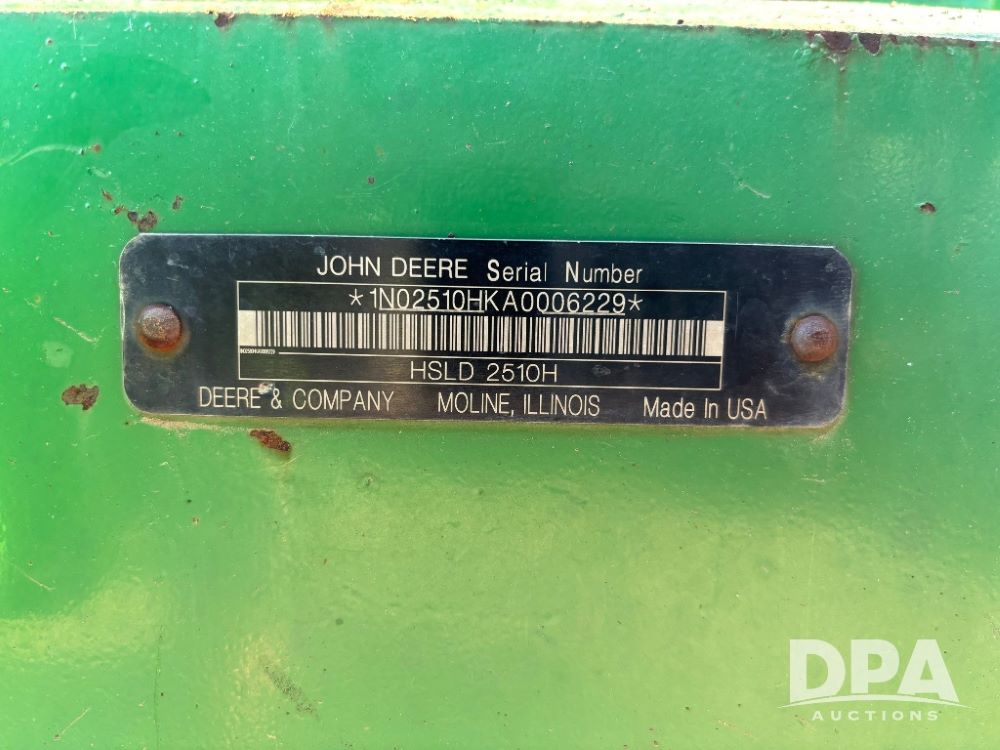 JOHN DEERE Serial Number
*1N02510HKA0006229*
HSLD 2510H
DEERE & COMPANY MOLINE, ILLINOIS Made In USA
DPA
AUCTIONS